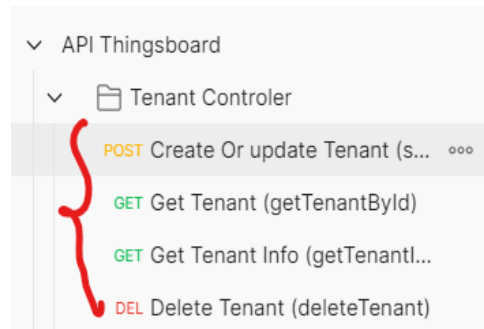 API Thingsboard
Tenant Controler
POST Create Or update Tenant (s...
GET Get Tenant (getTenantById)
GET Get Tenant Info (getTenantI...
DEL Delete Tenant (deleteTenant)